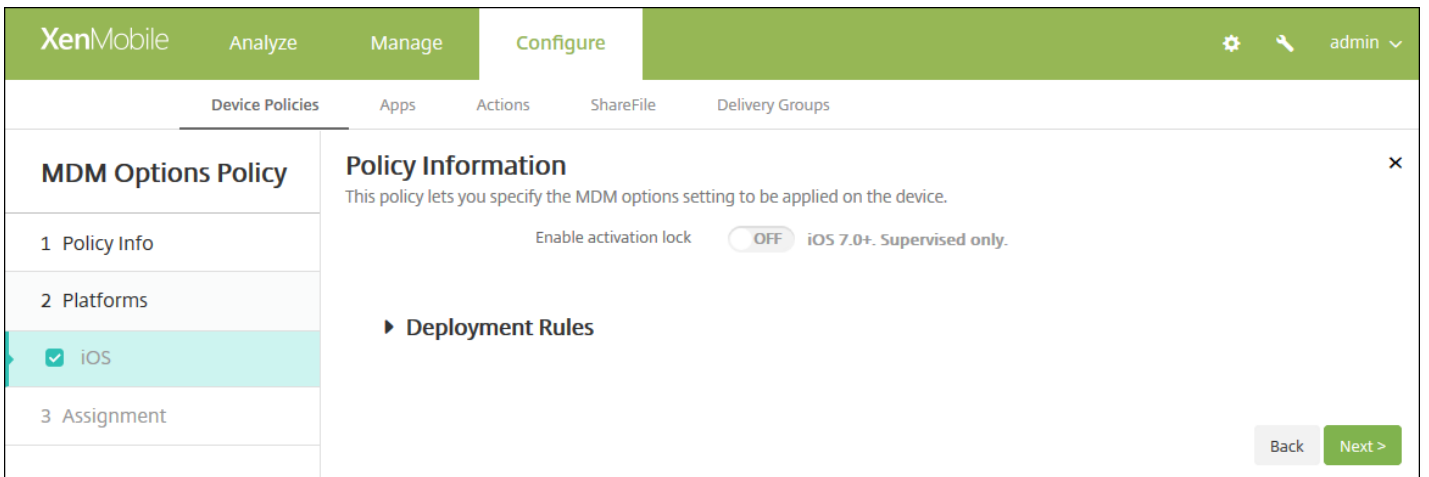 XenMobile Analyze Manage Configure admin
Device Policies Apps Actions ShareFile Delivery Groups
MDM Options Policy
1 Policy Info
2 Platforms
iOS
3 Assignment
Policy Information
This policy lets you specify the MDM options setting to be applied on the device.
Enable activation lock OFF iOS 7.0+. Supervised only.
Deployment Rules
Back Next >